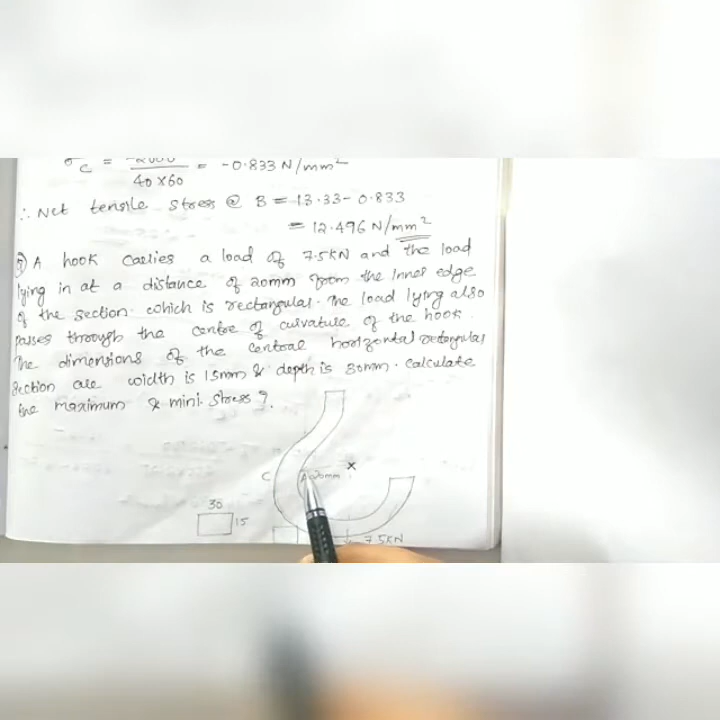 σc = -2000 / 40×60 = -0.833 N/mm²
∴ Net tensile stress @ B = 13.33 - 0.833
= 12.496 N/mm²
5) A hook carries a load of 7.5KN and the load
lying in at a distance of 20mm from the inner edge
of the section. which is rectangular. The load lying also
passes through the centre of curvature of the hook.
The dimensions of the central horizontal rectangular
section are width is 15mm & depth is 30mm. calculate
the maximum & mini. stress?
x
C A 20mm
30
15
7.5KN